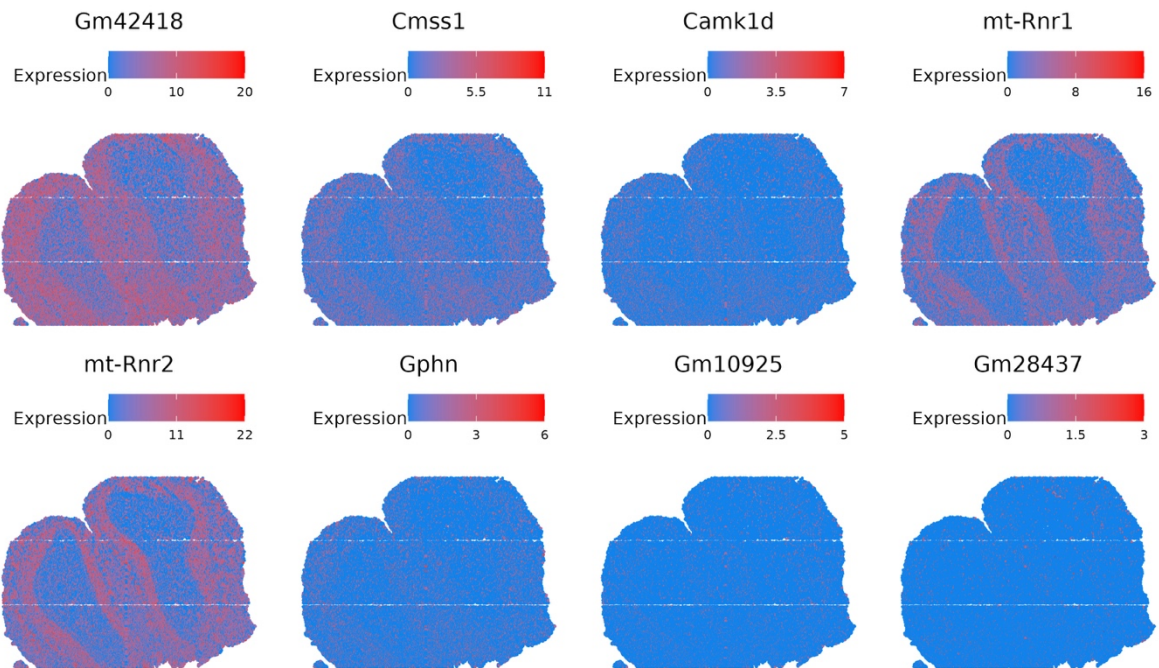 Gm42418 Cmss1 Camk1d mt-Rnr1
Expression Expression Expression Expression
0 10 20 0 5.5 11 0 3.5 7 0 8 16
mt-Rnr2 Gphn Gm10925 Gm28437
Expression Expression Expression Expression
0 11 22 0 3 6 0 2.5 5 0 1.5 3